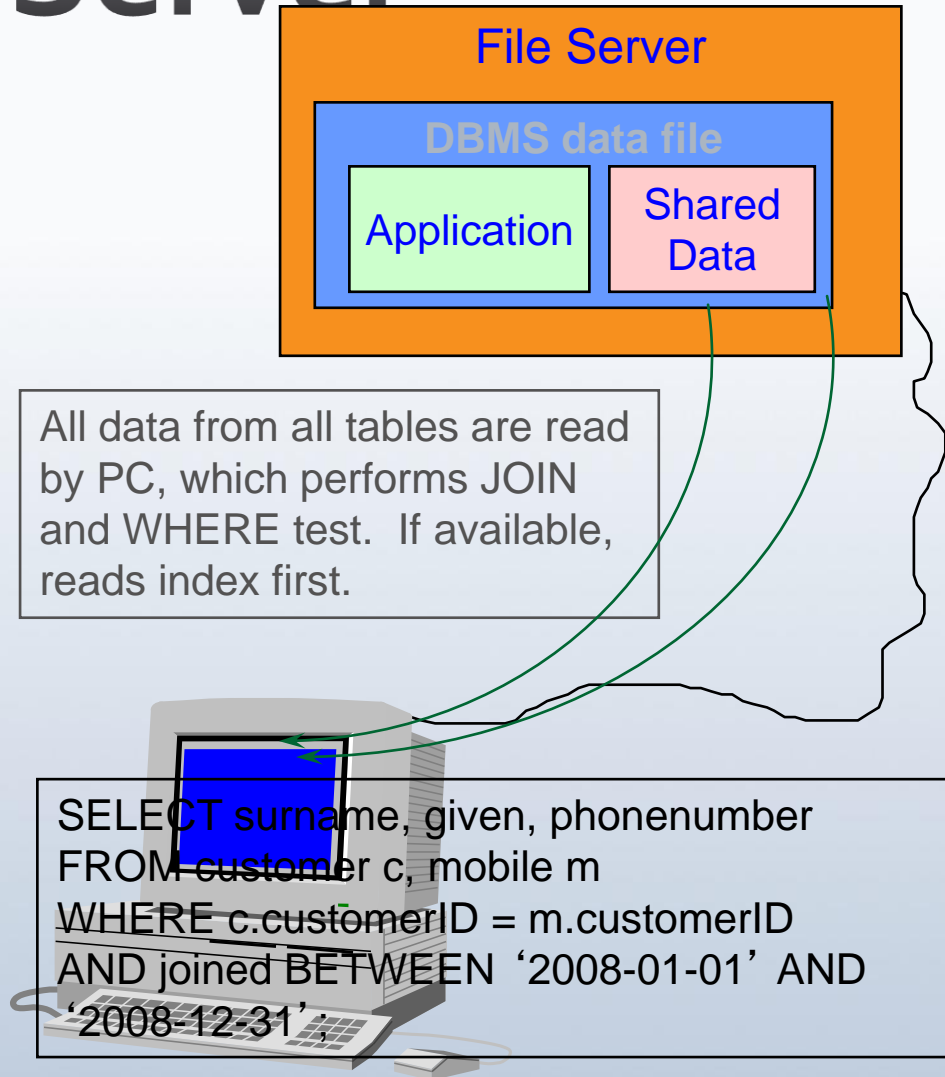 Server
File Server
DBMS data file
Application
Shared
Data
All data from all tables are read
by PC, which performs JOIN
and WHERE test.  If available,
reads index first.
SELECT surname, given, phonenumber
FROM customer c, mobile m
WHERE c.customerID = m.customerID
AND joined BETWEEN ‘2008-01-01’ AND
‘2008-12-31’;